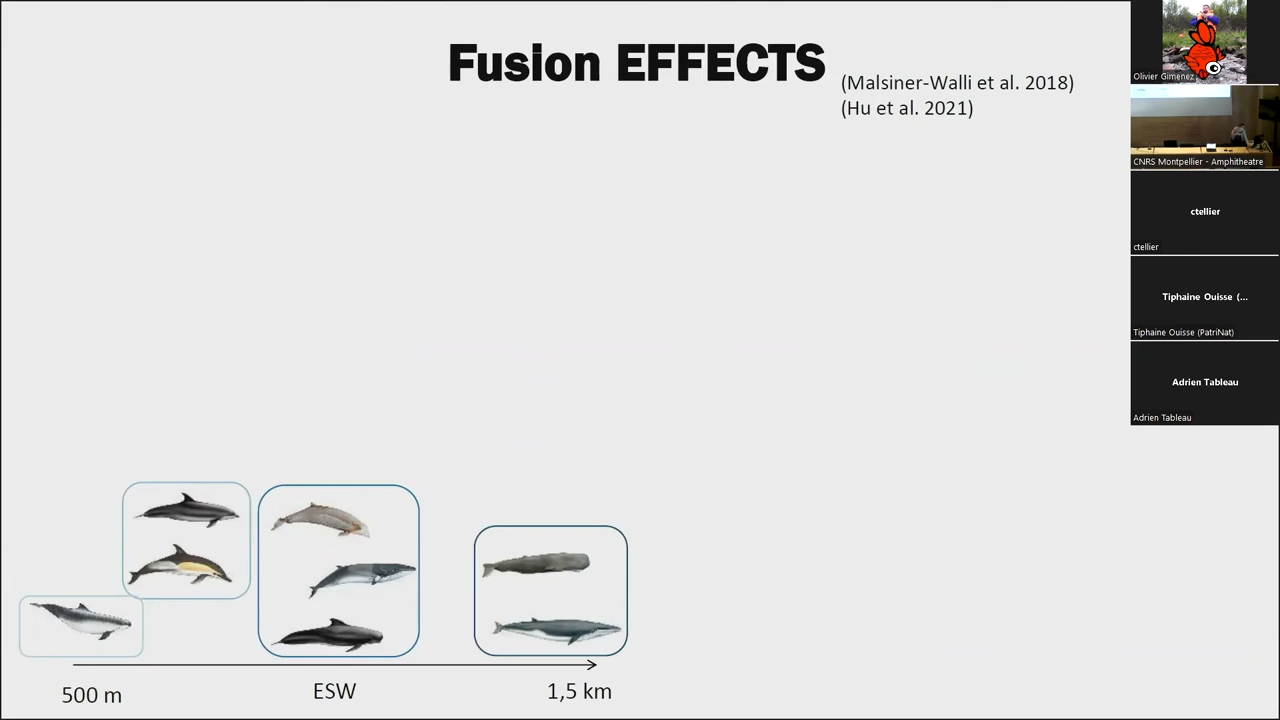 Fusion EFFECTS
(Malsiner-Walli et al. 2018)
(Hu et al. 2021)
500 m
ESW
1,5 km
Olivier Gimenez
CNRS Montpellier - Amphitheatre
ctellier
ctellier
Tiphaine Ouisse (...
Tiphaine Ouisse (PatriNat)
Adrien Tableau
Adrien Tableau